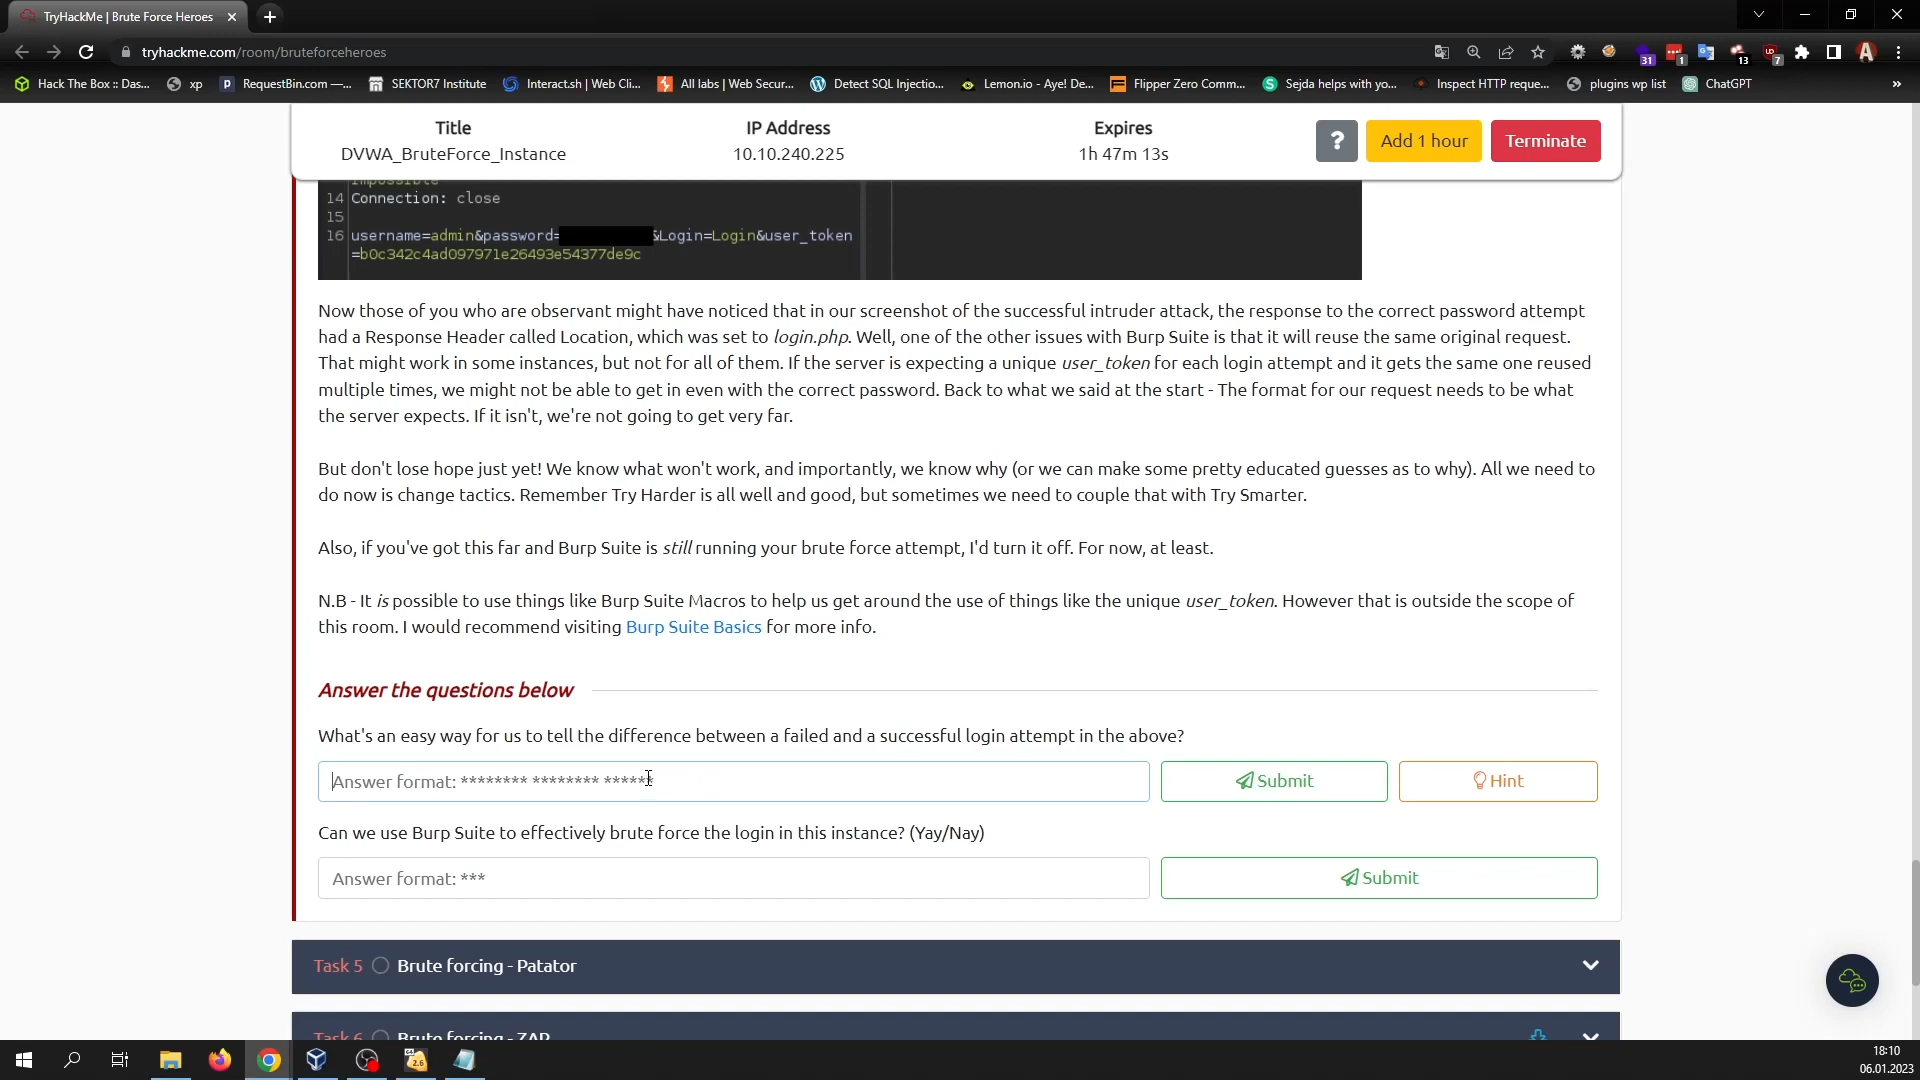 TryHackMe | Brute Force Heroes
tryhackme.com/room/bruteforceheroes
31
1
13
7
Hack The Box :: Das...
xp
RequestBin.com —...
SEKTOR7 Institute
Interact.sh | Web Cli...
All labs | Web Secur...
Detect SQL Injectio...
Lemon.io - Aye! De...
Flipper Zero Comm...
Sejda helps with yo...
Inspect HTTP reque...
plugins wp list
ChatGPT
»
Title
IP Address
Expires
DVWA_BruteForce_Instance
10.10.240.225
1h 47m 13s
?
Add 1 hour
Terminate
Impossible
14 Connection: close
15
16 username=admin&password= &Login=Login&user_token
=b0c342c4ad097971e26493e54377de9c
Now those of you who are observant might have noticed that in our screenshot of the successful intruder attack, the response to the correct password attempt
had a Response Header called Location, which was set to login.php. Well, one of the other issues with Burp Suite is that it will reuse the same original request.
That might work in some instances, but not for all of them. If the server is expecting a unique user_token for each login attempt and it gets the same one reused
multiple times, we might not be able to get in even with the correct password. Back to what we said at the start - The format for our request needs to be what
the server expects. If it isn't, we're not going to get very far.
But don't lose hope just yet! We know what won't work, and importantly, we know why (or we can make some pretty educated guesses as to why). All we need to
do now is change tactics. Remember Try Harder is all well and good, but sometimes we need to couple that with Try Smarter.
Also, if you've got this far and Burp Suite is still running your brute force attempt, I'd turn it off. For now, at least.
N.B - It is possible to use things like Burp Suite Macros to help us get around the use of things like the unique user_token. However that is outside the scope of
this room. I would recommend visiting Burp Suite Basics for more info.
Answer the questions below
What's an easy way for us to tell the difference between a failed and a successful login attempt in the above?
Answer format: ******** ******** ******
Submit
Hint
Can we use Burp Suite to effectively brute force the login in this instance? (Yay/Nay)
Answer format: ***
Submit
Task 5 Brute forcing - Patator
Task 6 Brute forcing - ZAP
18:10
06.01.2023